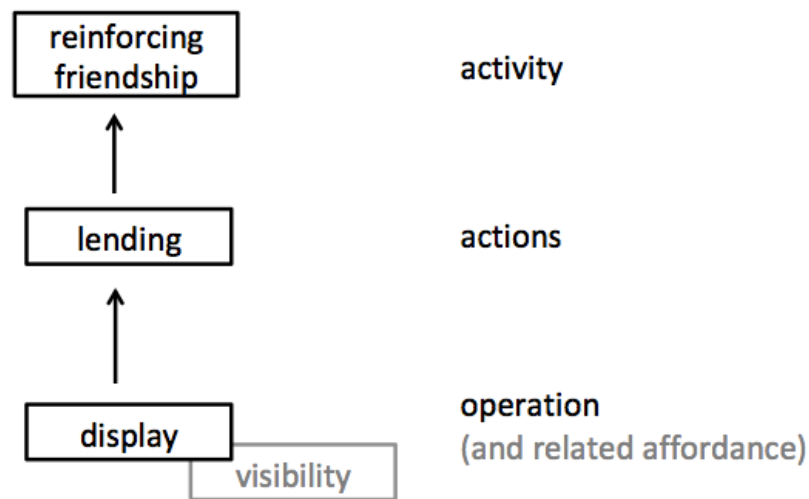 reinforcing
friendship
activity
lending
actions
display
operation
(and related affordance)
visibility